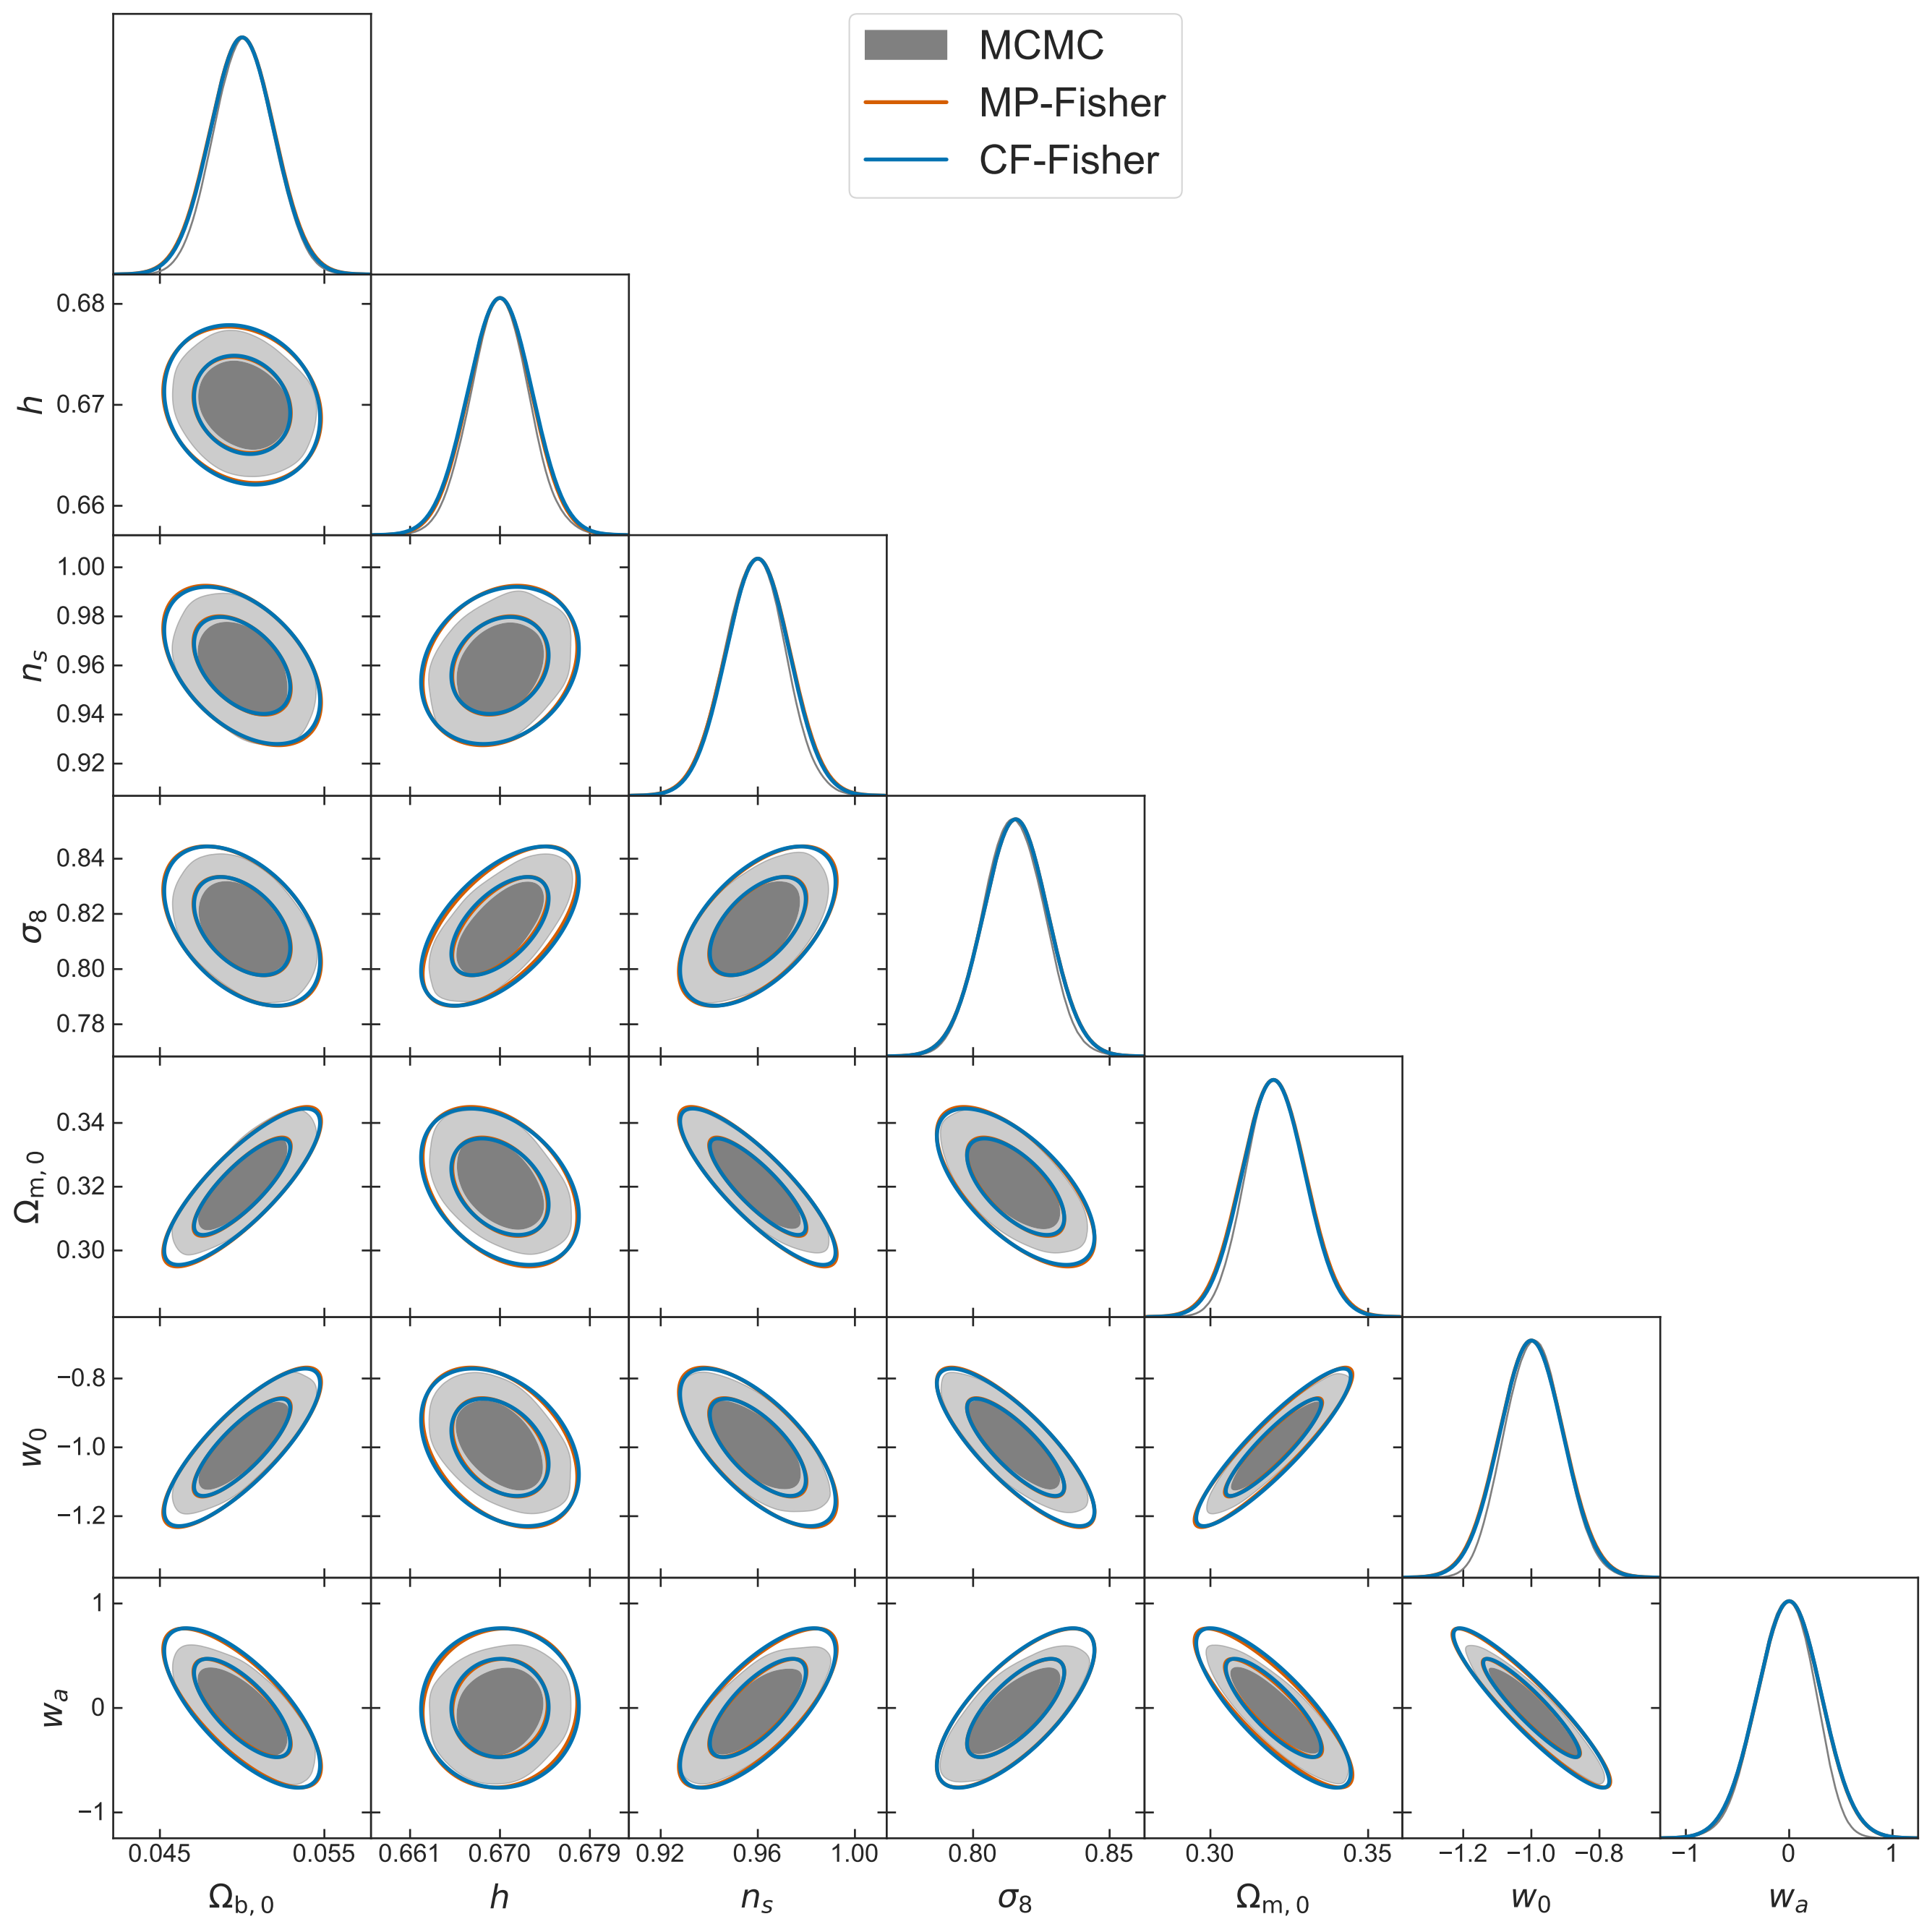 MCMC
MP-Fisher
CF-Fisher
0.68
0.67
0.66
h
1.00
0.98
0.96
0.94
0.92
n_s
0.84
0.82
0.80
0.78
σ_8
0.34
0.32
0.30
Ω_{m, 0}
−0.8
−1.0
−1.2
w_0
1
0
−1
w_a
0.045 0.055 0.661 0.670 0.679 0.92 0.96 1.00 0.80 0.85 0.30 0.35 −1.2 −1.0 −0.8 −1 0 1
Ω_{b, 0} h n_s σ_8 Ω_{m, 0} w_0 w_a